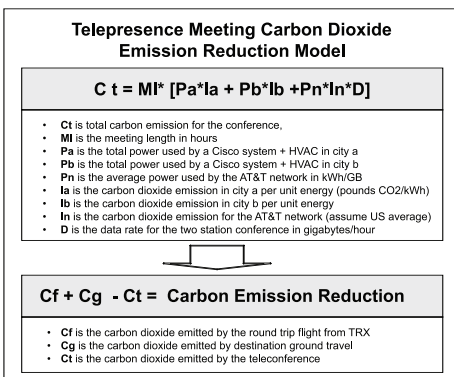 Telepresence Meeting Carbon Dioxide
Emission Reduction Model
C t = Ml* [Pa*Ia + Pb*Ib +Pn*In*D]
• Ct is total carbon emission for the conference,
• Ml is the meeting length in hours
• Pa is the total power used by a Cisco system + HVAC in city a
• Pb is the total power used by a Cisco system + HVAC in city b
• Pn is the average power used by the AT&T network in kWh/GB
• Ia is the carbon dioxide emission in city a per unit energy (pounds CO2/kWh)
• Ib is the carbon dioxide emission in city b per unit energy
• In is the carbon dioxide emission for the AT&T network (assume US average)
• D is the data rate for the two station conference in gigabytes/hour
Cf + Cg - Ct = Carbon Emission Reduction
• Cf is the carbon dioxide emitted by the round trip flight from TRX
• Cg is the carbon dioxide emitted by destination ground travel
• Ct is the carbon dioxide emitted by the teleconference